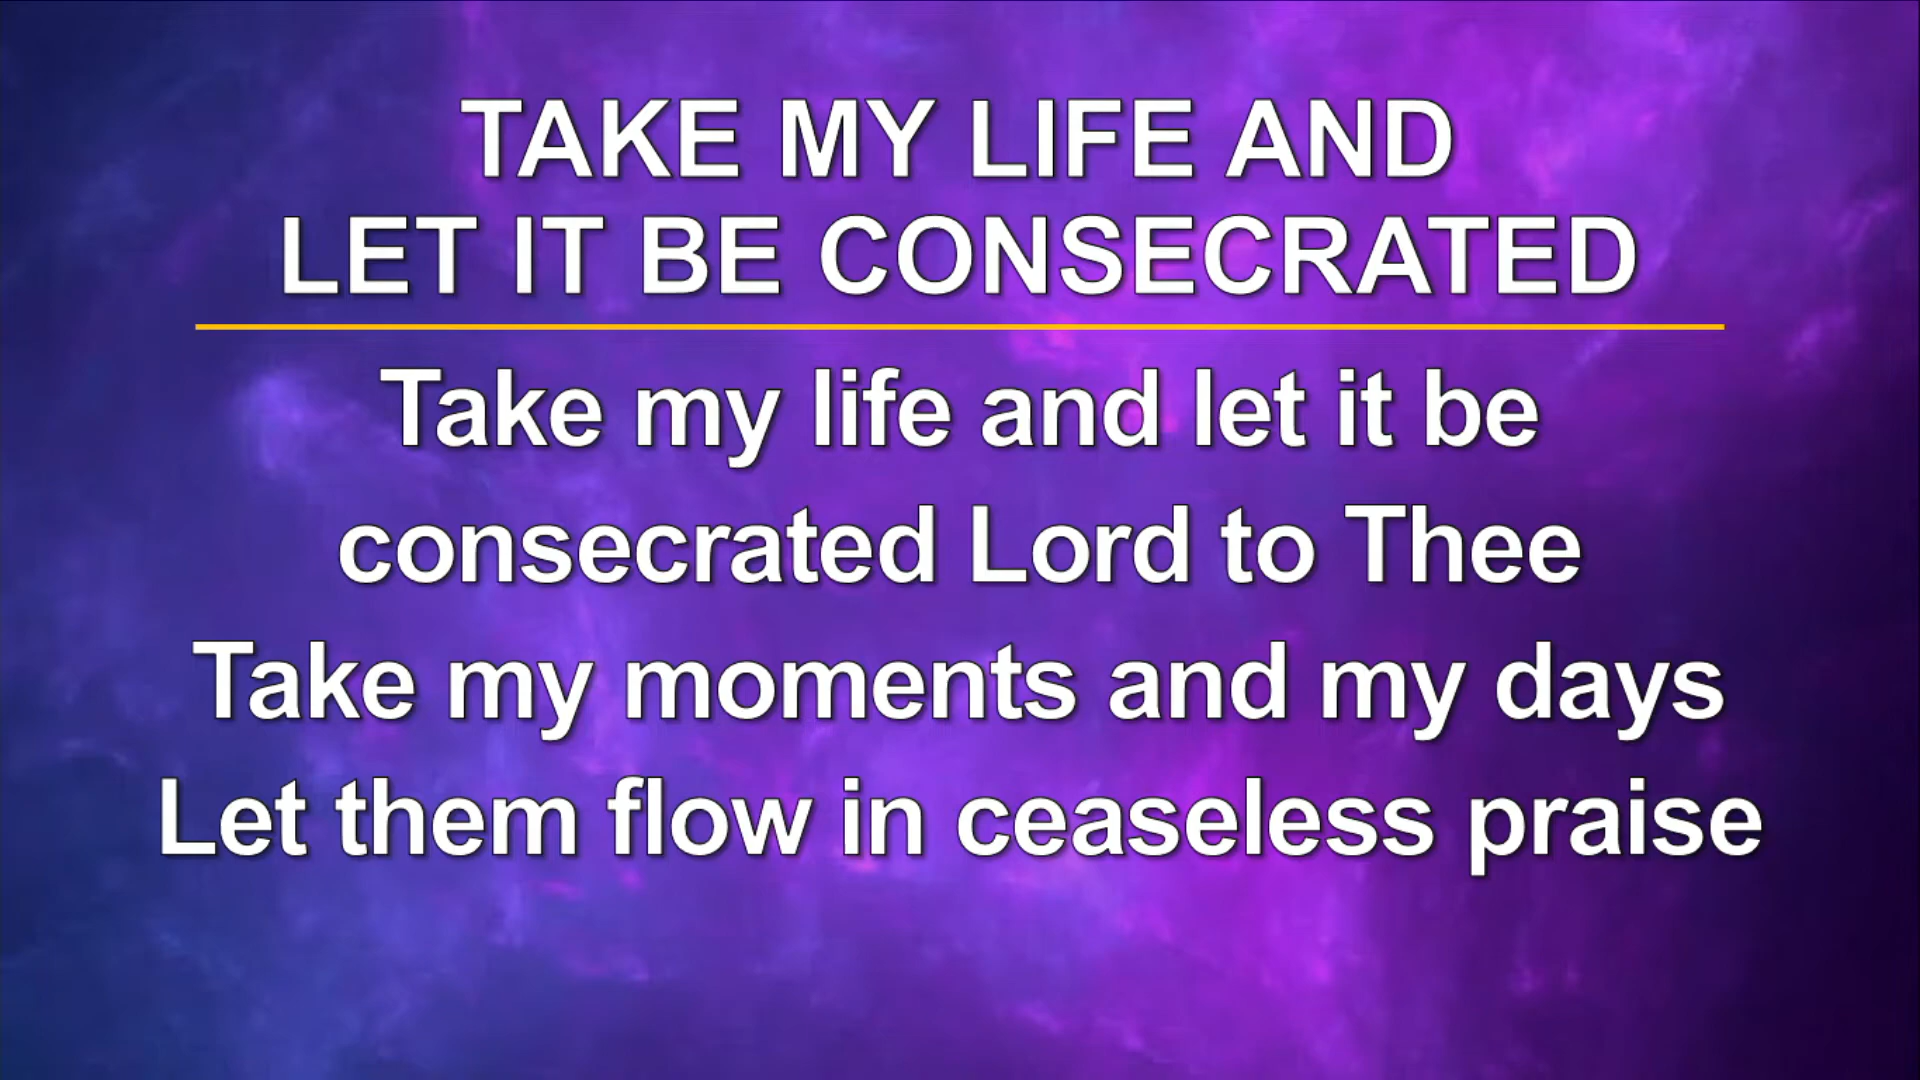 TAKE MY LIFE AND
LET IT BE CONSECRATED
Take my life and let it be
consecrated Lord to Thee
Take my moments and my days
Let them flow in ceaseless praise